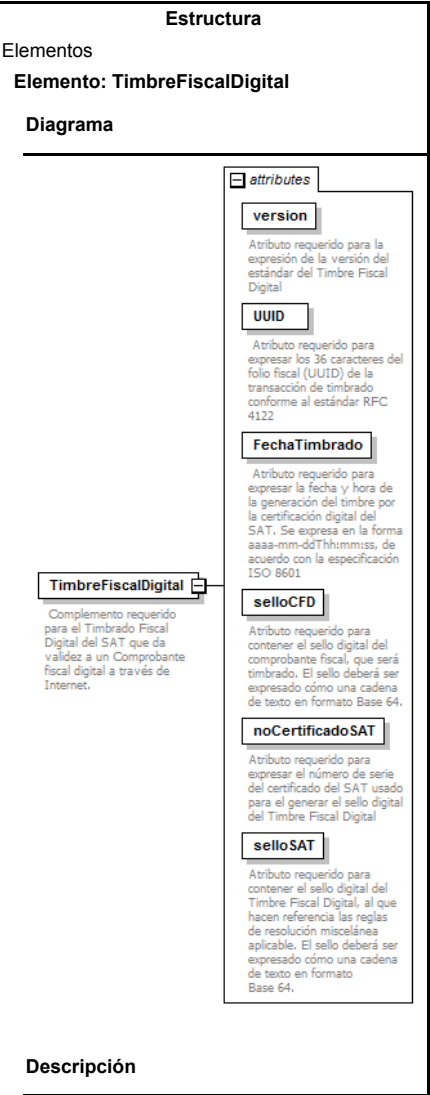 Estructura
Elementos
Elemento: TimbreFiscalDigital
Diagrama
attributes
version
Atributo requerido para la
expresión de la versión del
estándar del Timbre Fiscal
Digital
UUID
Atributo requerido para
expresar los 36 caracteres del
folio fiscal (UUID) de la
transacción de timbrado
conforme al estándar RFC
4122
FechaTimbrado
Atributo requerido para
expresar la fecha y hora de
la generación del timbre por
la certificación digital del
SAT. Se expresa en la forma
aaaa-mm-ddThh:mm:ss, de
acuerdo con la especificación
ISO 8601
TimbreFiscalDigital
Complemento requerido
para el Timbrado Fiscal
Digital del SAT que da
validez a un Comprobante
fiscal digital a través de
Internet.
selloCFD
Atributo requerido para
contener el sello digital del
comprobante fiscal, que será
timbrado. El sello deberá ser
expresado cómo una cadena
de texto en formato Base 64.
noCertificadoSAT
Atributo requerido para
expresar el número de serie
del certificado del SAT usado
para el generar el sello digital
del Timbre Fiscal Digital
selloSAT
Atributo requerido para
contener el sello digital del
Timbre Fiscal Digital, al que
hacen referencia las reglas
de resolución miscelánea
aplicable. El sello deberá ser
expresado cómo una cadena
de texto en formato
Base 64.
Descripción